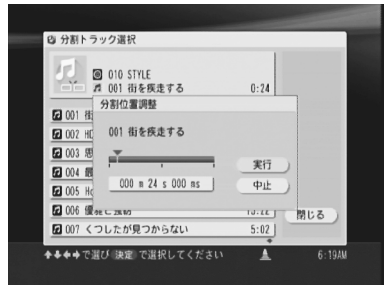 分割トラック選択
010 STYLE
001 街を疾走する 0:24
分割位置調整
001 街を疾走する
000 m 24 s 000 ms
実行
中止
001 街
002
003 思
004
005
006 優
007 くつしたが見つからない 5:02
閉じる
で選び 決定 で選択してください
6:19AM